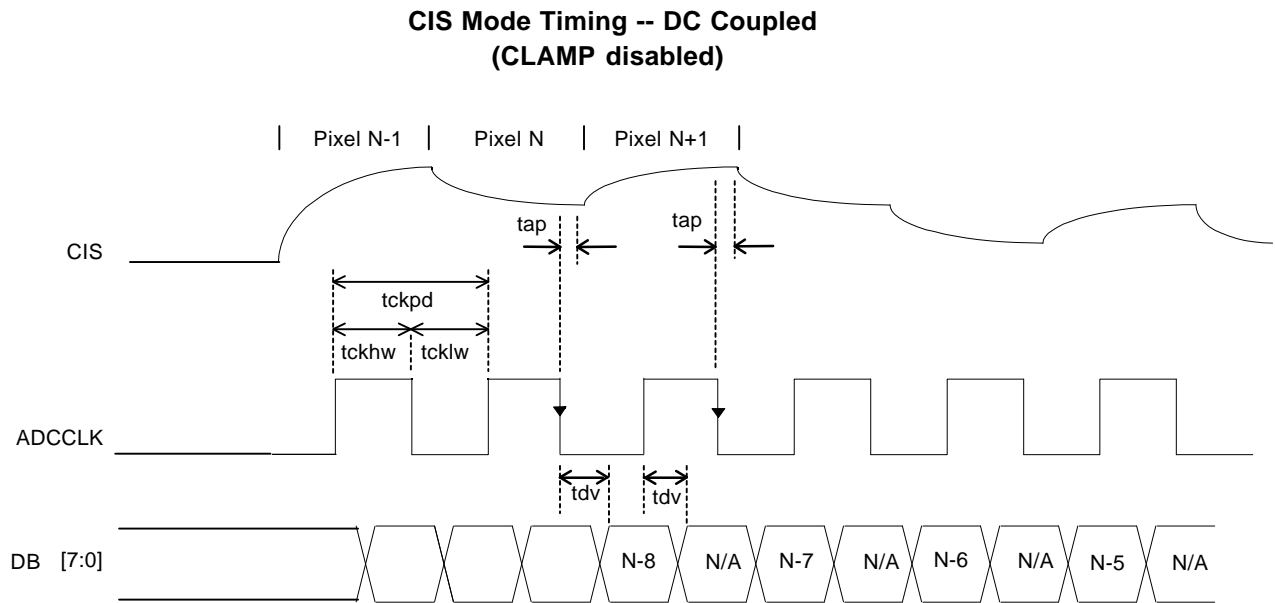 CIS Mode Timing -- DC Coupled
(CLAMP disabled)
| Pixel N-1 | Pixel N | Pixel N+1 |
tap tap
CIS
tckpd
tckhw tcklw
ADCCLK
tdv tdv
DB [7:0] N-8 N/A N-7 N/A N-6 N/A N-5 N/A